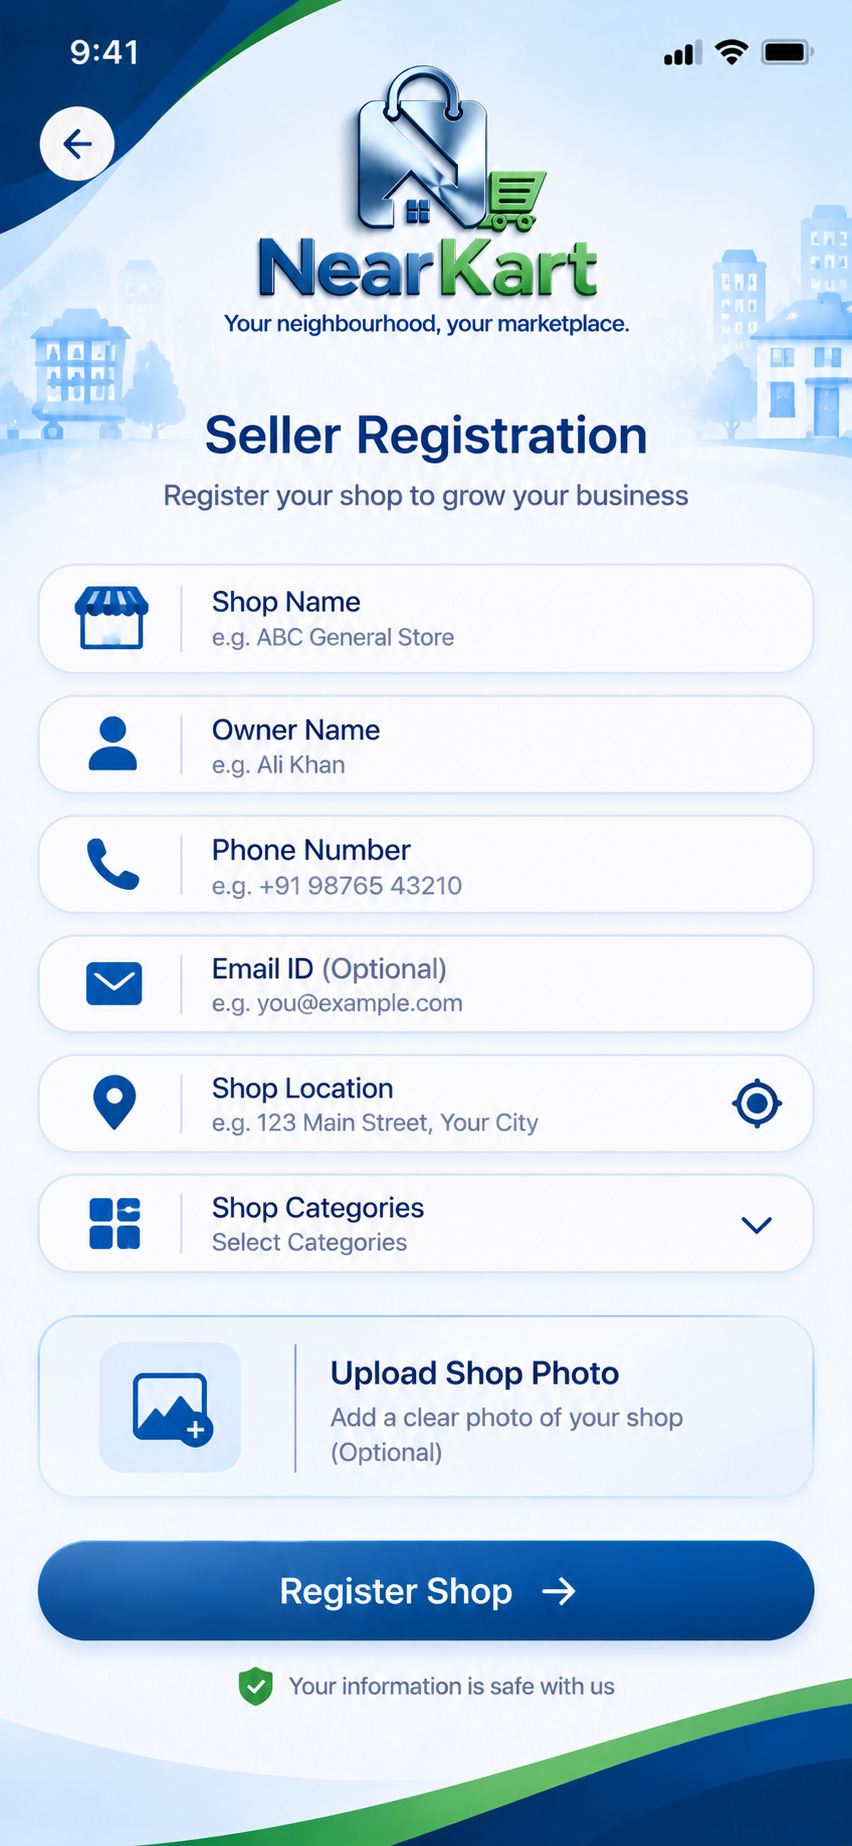 9:41
NearKart
Your neighbourhood, your marketplace.
Seller Registration
Register your shop to grow your business
Shop Name
e.g. ABC General Store
Owner Name
e.g. Ali Khan
Phone Number
e.g. +91 98765 43210
Email ID (Optional)
e.g. you@example.com
Shop Location
e.g. 123 Main Street, Your City
Shop Categories
Select Categories
Upload Shop Photo
Add a clear photo of your shop
(Optional)
Register Shop
Your information is safe with us